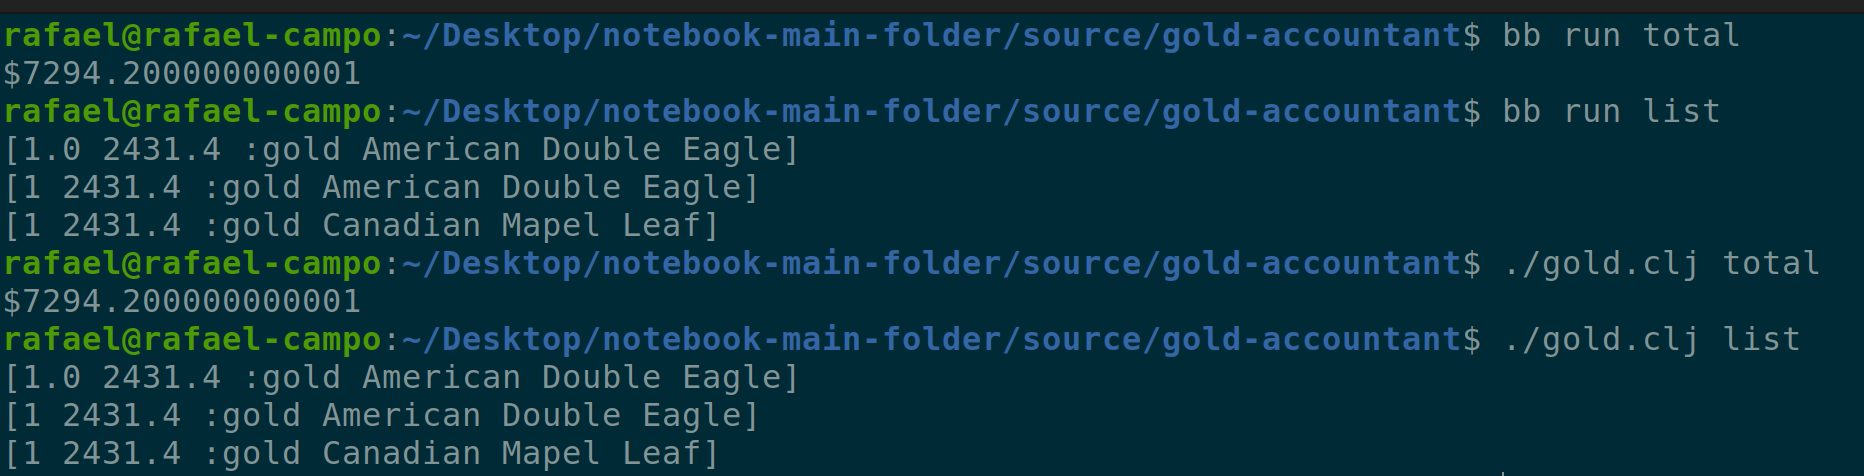 rafael@rafael-campo:~/Desktop/notebook-main-folder/source/gold-accountant$ bb run total
$7294.200000000001
rafael@rafael-campo:~/Desktop/notebook-main-folder/source/gold-accountant$ bb run list
[1.0 2431.4 :gold American Double Eagle]
[1 2431.4 :gold American Double Eagle]
[1 2431.4 :gold Canadian Mapel Leaf]
rafael@rafael-campo:~/Desktop/notebook-main-folder/source/gold-accountant$ ./gold.clj total
$7294.200000000001
rafael@rafael-campo:~/Desktop/notebook-main-folder/source/gold-accountant$ ./gold.clj list
[1.0 2431.4 :gold American Double Eagle]
[1 2431.4 :gold American Double Eagle]
[1 2431.4 :gold Canadian Mapel Leaf]